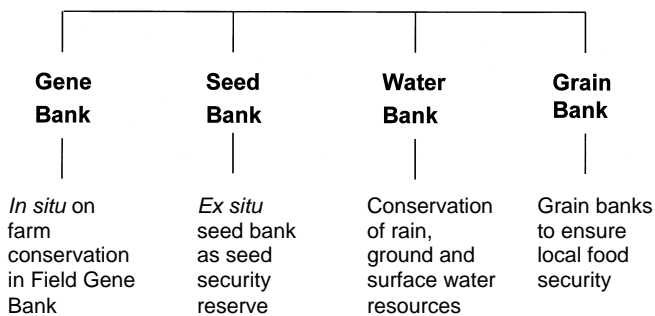 Gene
Bank
Seed
Bank
Water
Bank
Grain
Bank
In situ on
farm
conservation
in Field Gene
Bank
Ex situ
seed bank
as seed
security
reserve
Conservation
of rain,
ground and
surface water
resources
Grain banks
to ensure
local food
security